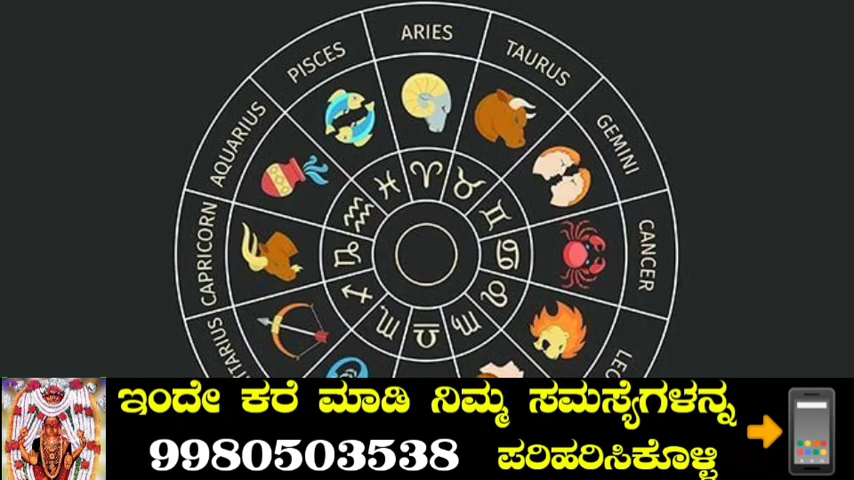 ARIES
TAURUS
GEMINI
CANCER
PISCES
AQUARIUS
CAPRICORN
ಇಂದೇ ಕರೆ ಮಾಡಿ ನಿಮ್ಮ ಸಮಸ್ಯೆಗಳನ್ನ
9980503538 ಪರಿಹರಿಸಿಕೊಳ್ಳಿ